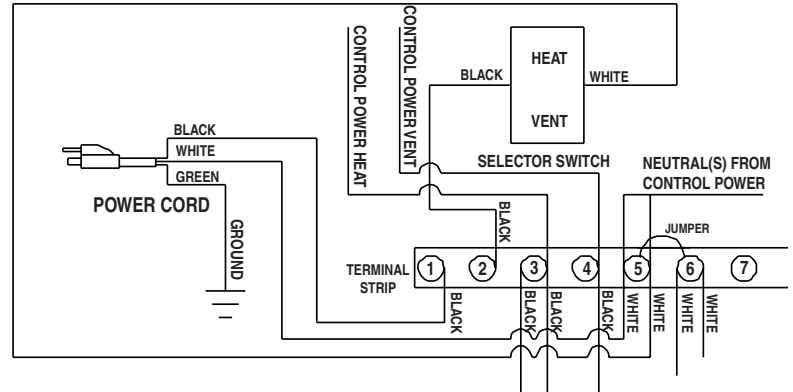 CONTROL POWER HEAT
CONTROL POWER VENT
HEAT
BLACK
WHITE
VENT
BLACK
WHITE
GREEN
POWER CORD
GROUND
SELECTOR SWITCH
NEUTRAL(S) FROM
CONTROL POWER
BLACK
JUMPER
TERMINAL
STRIP
1
2
3
4
5
6
7
BLACK
BLACK
BLACK
BLACK
WHITE
WHITE
WHITE
WHITE